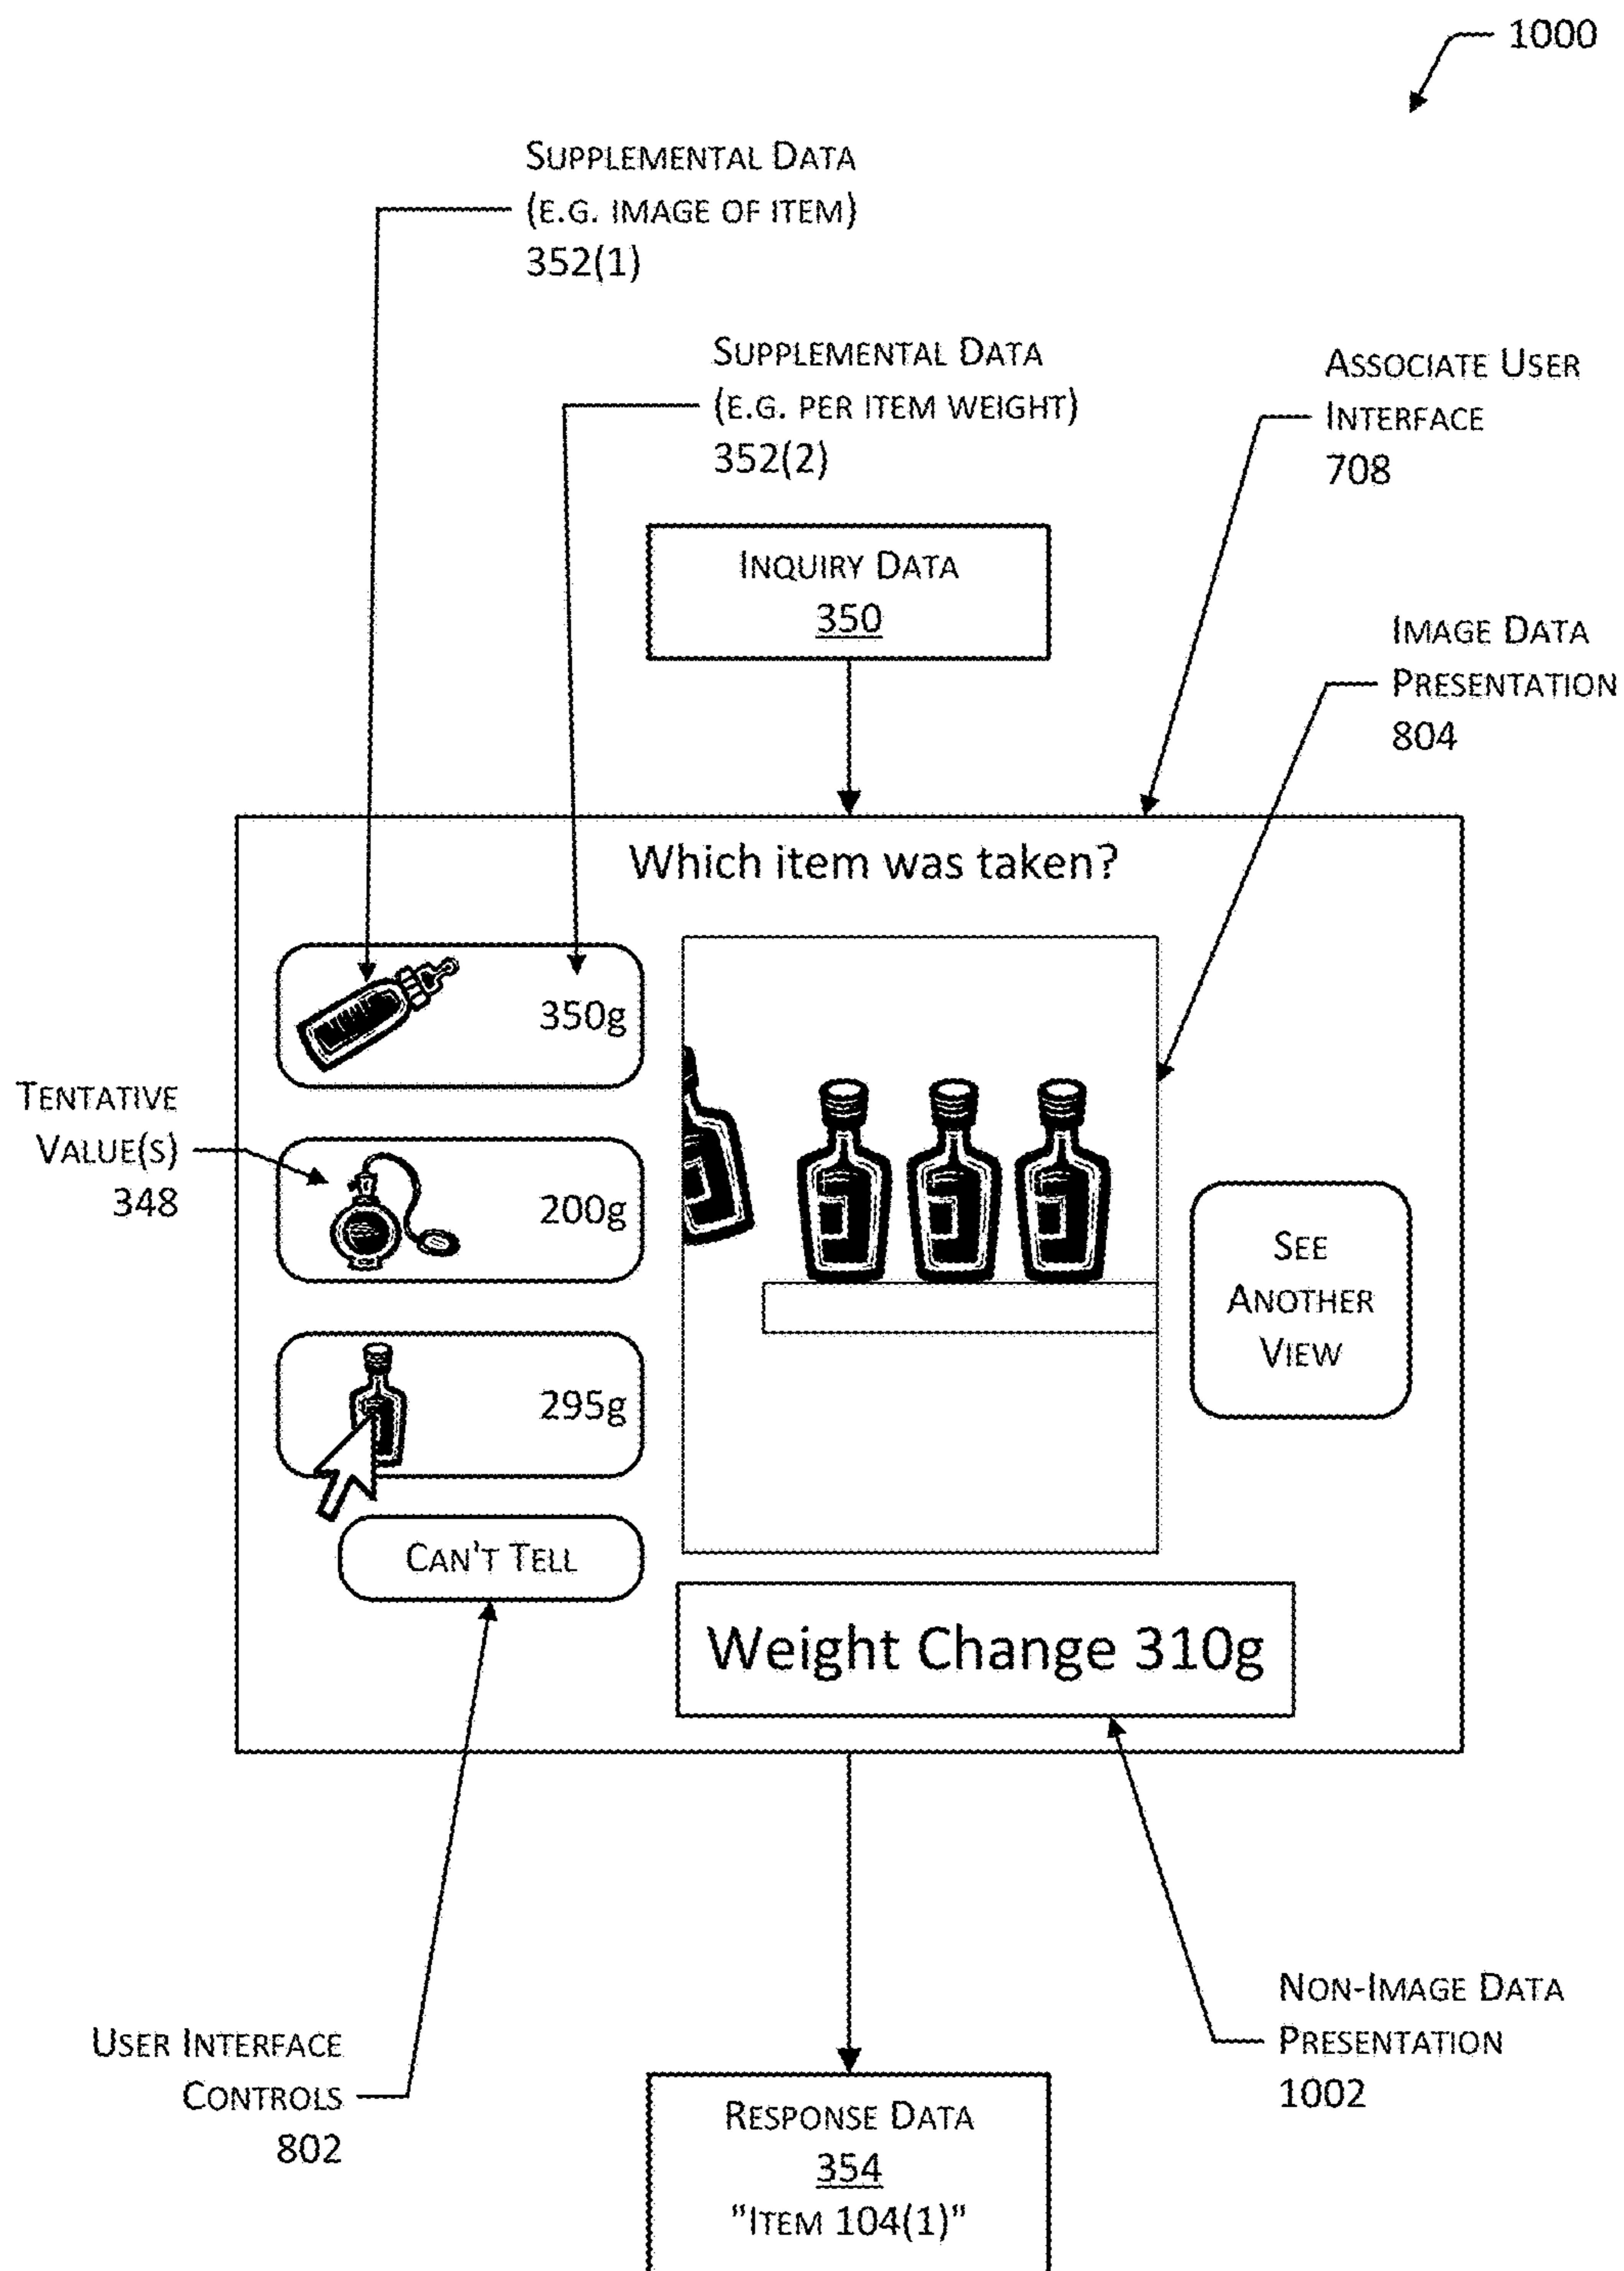 1000
SUPPLEMENTAL DATA
(E.G. IMAGE OF ITEM)
352(1)
SUPPLEMENTAL DATA
(E.G. PER ITEM WEIGHT)
352(2)
ASSOCIATE USER
INTERFACE
708
INQUIRY DATA
350
IMAGE DATA
PRESENTATION
804
Which item was taken?
350g
TENTATIVE
VALUE(S)
348
200g
SEE
ANOTHER
VIEW
295g
CAN'T TELL
Weight Change 310g
USER INTERFACE
CONTROLS
802
NON-IMAGE DATA
PRESENTATION
1002
RESPONSE DATA
354
"ITEM 104(1)"